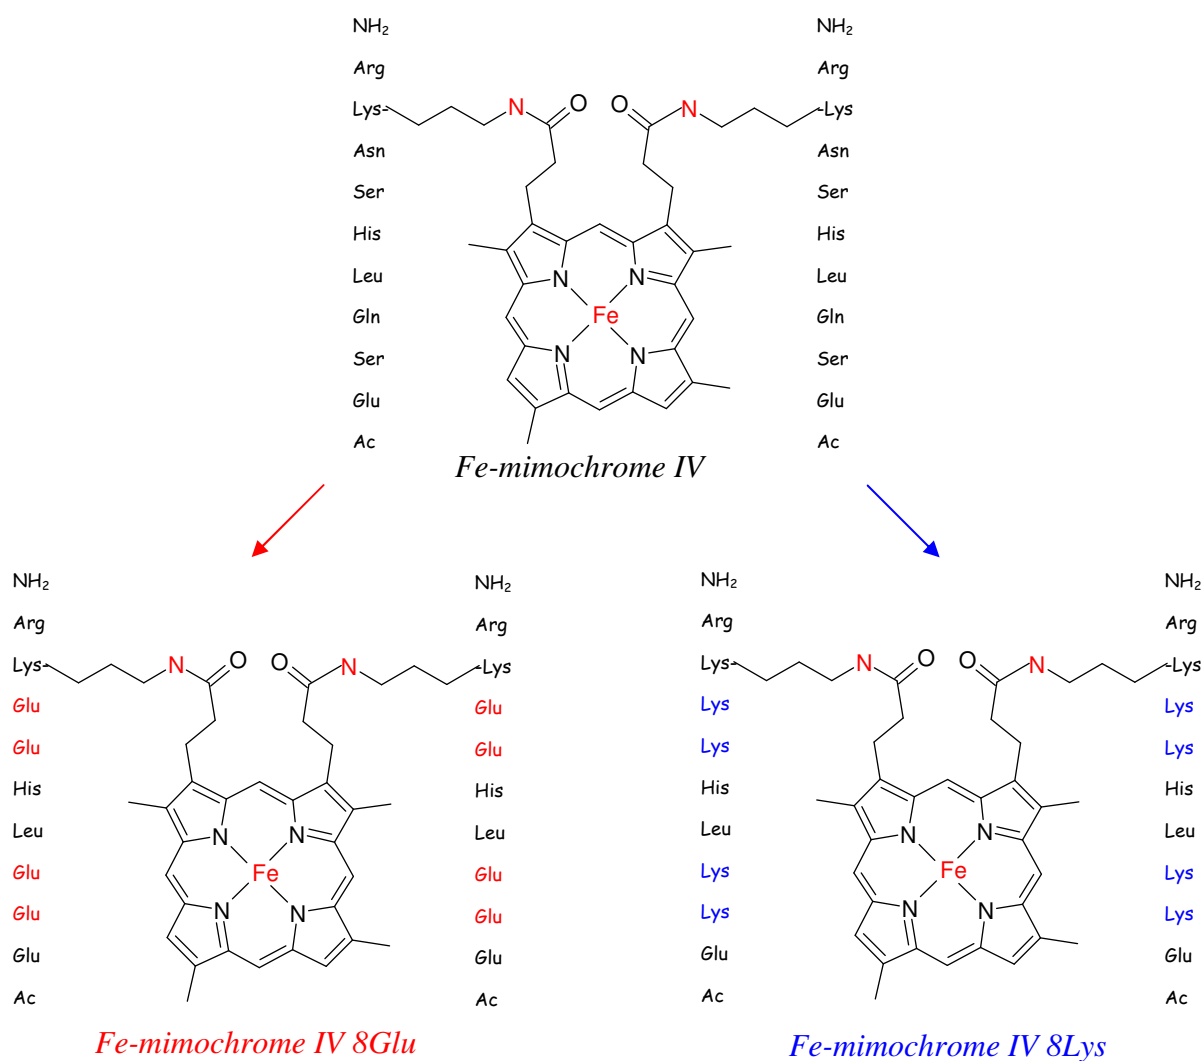 NH₂ NH₂
Arg Arg
Lys- N O O N -Lys
Asn Asn
Ser Ser
His His
Leu N N Leu
Gln Fe Gln
Ser N N Ser
Glu Glu
Ac Ac
Fe-mimochrome IV
NH₂ NH₂ NH₂ NH₂
Arg Arg Arg Arg
Lys- N O O N -Lys Lys- N O O N -Lys
Glu Glu Lys Lys
Glu Glu Lys Lys
His His His His
Leu N N Leu Leu N N Leu
Glu Fe Glu Lys Fe Lys
Glu N N Glu Lys N N Lys
Glu Glu Glu Glu
Ac Ac Ac Ac
Fe-mimochrome IV 8Glu Fe-mimochrome IV 8Lys